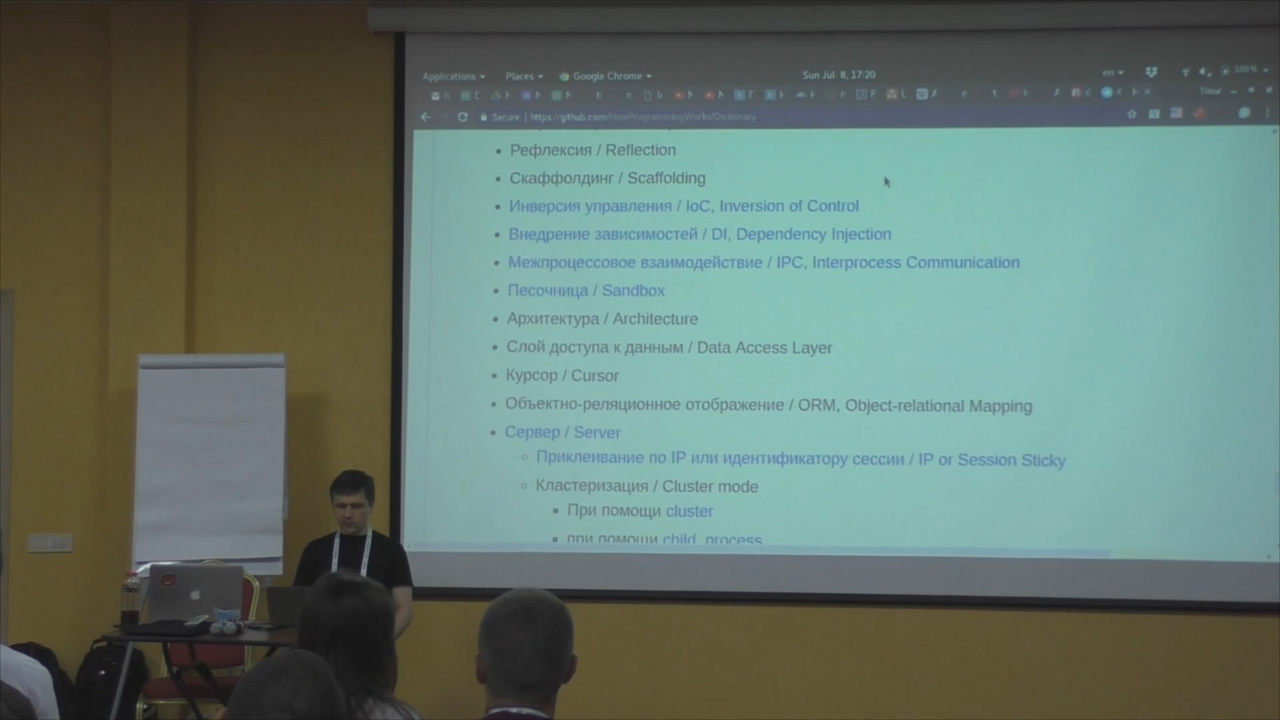 Applications Places Google Chrome Sun Jul 8, 17:20 en 100 %
Secure https://github.com/HowProgrammingWorks/Dictionary
Рефлексия / Reflection
Скаффолдинг / Scaffolding
Инверсия управления / IoC, Inversion of Control
Внедрение зависимостей / DI, Dependency Injection
Межпроцессовое взаимодействие / IPC, Interprocess Communication
Песочница / Sandbox
Архитектура / Architecture
Слой доступа к данным / Data Access Layer
Курсор / Cursor
Объектно-реляционное отображение / ORM, Object-relational Mapping
Сервер / Server
Приклеивание по IP или идентификатору сессии / IP or Session Sticky
Кластеризация / Cluster mode
При помощи cluster
при помощи child_process